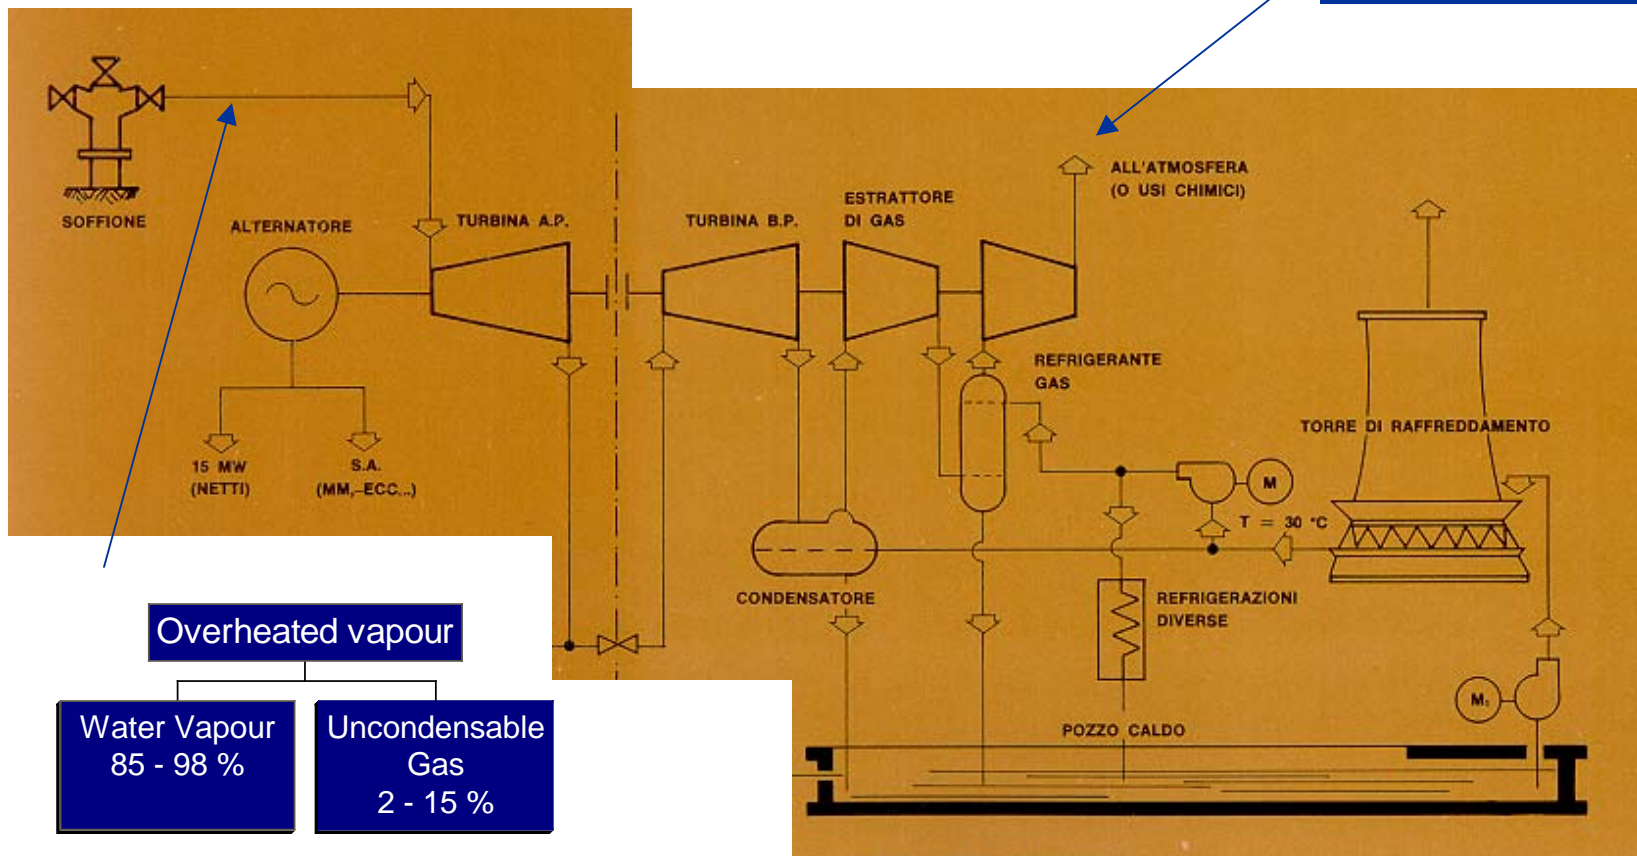 SOFFIONE
ALTERNATORE
TURBINA A.P.
TURBINA B.P.
ESTRATTORE
DI GAS
ALL'ATMOSFERA
(O USI CHIMICI)
REFRIGERANTE
GAS
TORRE DI RAFFREDDAMENTO
15 MW
(NETTI)
S.A.
(MM,-ECC...)
M
T = 30 °C
CONDENSATORE
REFRIGERAZIONI
DIVERSE
M₅
POZZO CALDO
Overheated vapour
Water Vapour
85 - 98 %
Uncondensable
Gas
2 - 15 %